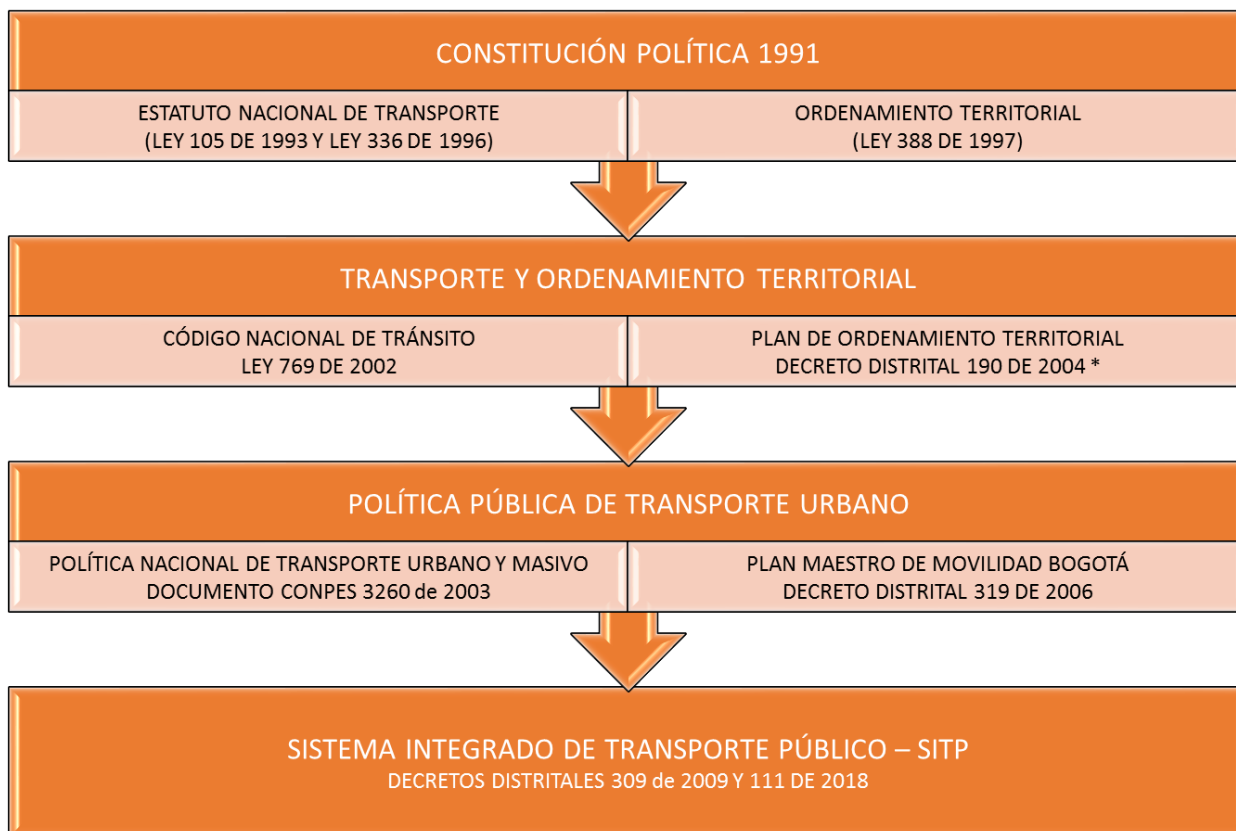 CONSTITUCIÓN POLÍTICA 1991
ESTATUTO NACIONAL DE TRANSPORTE
(LEY 105 DE 1993 Y LEY 336 DE 1996)
ORDENAMIENTO TERRITORIAL
(LEY 388 DE 1997)
TRANSPORTE Y ORDENAMIENTO TERRITORIAL
CÓDIGO NACIONAL DE TRÁNSITO
LEY 769 DE 2002
PLAN DE ORDENAMIENTO TERRITORIAL
DECRETO DISTRITAL 190 DE 2004 *
POLÍTICA PÚBLICA DE TRANSPORTE URBANO
POLÍTICA NACIONAL DE TRANSPORTE URBANO Y MASIVO
DOCUMENTO CONPES 3260 de 2003
PLAN MAESTRO DE MOVILIDAD BOGOTÁ
DECRETO DISTRITAL 319 DE 2006
SISTEMA INTEGRADO DE TRANSPORTE PÚBLICO – SITP
DECRETOS DISTRITALES 309 de 2009 Y 111 DE 2018